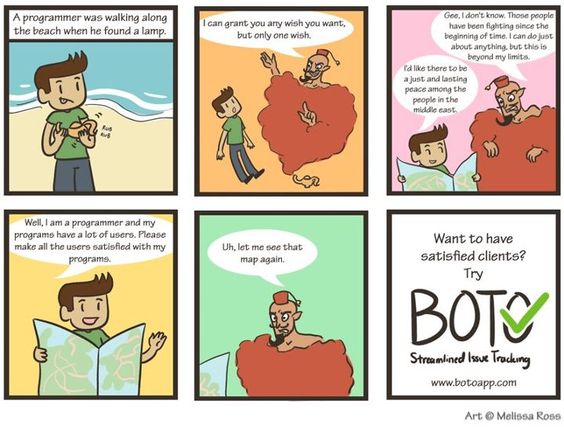 A programmer was walking along
the beach when he found a lamp.
RUB
RUB
I can grant you any wish you want,
but only one wish.
Gee, I don't know. Those people
have been fighting since the
beginning of time. I can do just
about anything, but this is
beyond my limits.
I'd like there to be
a just and lasting
peace among the
people in the
middle east.
Well, I am a programmer and my
programs have a lot of users. Please
make all the users satisfied with my
programs.
Uh, let me see that
map again.
Want to have
satisfied clients?
Try
BOTO
Streamlined Issue Tracking
www.botoapp.com
Art @ Melissa Ross